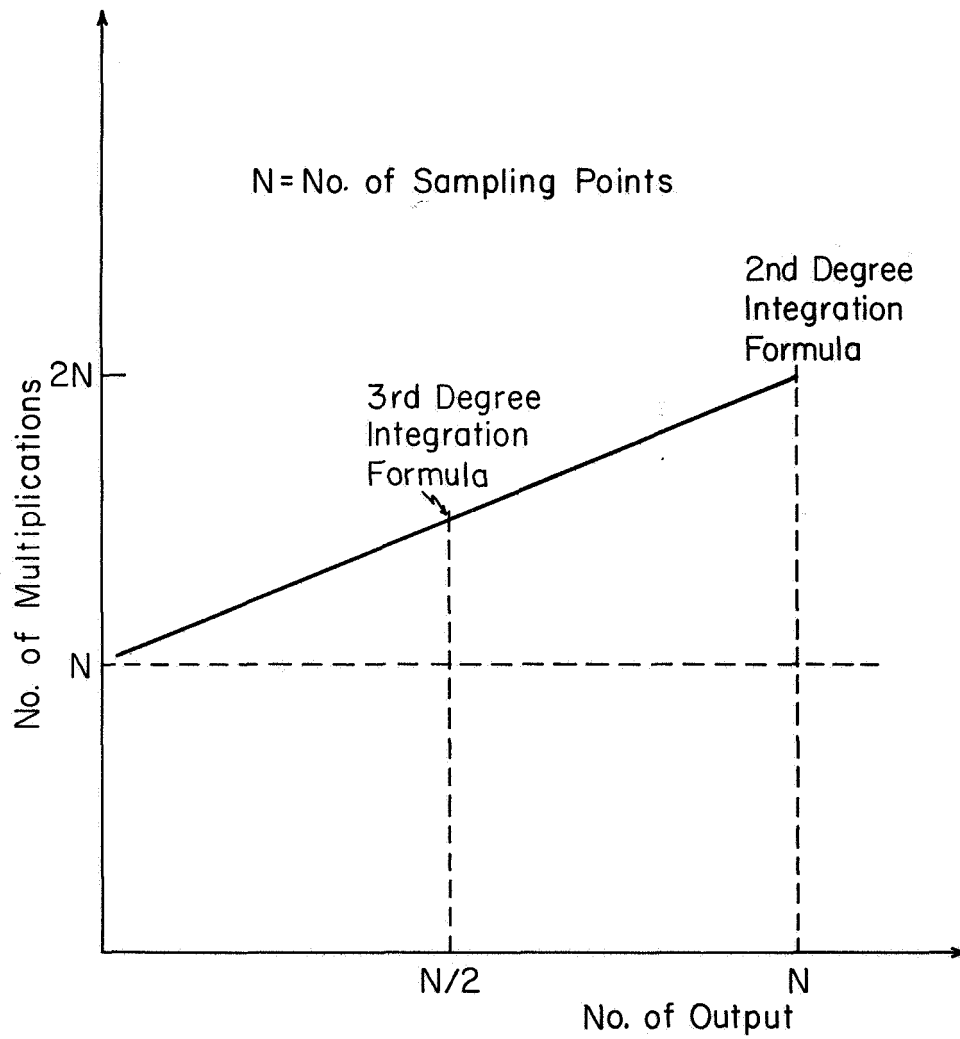 N=No. of Sampling Points
2nd Degree
Integration
Formula
2N
3rd Degree
Integration
Formula
No. of Multiplications
N
N/2
N
No. of Output